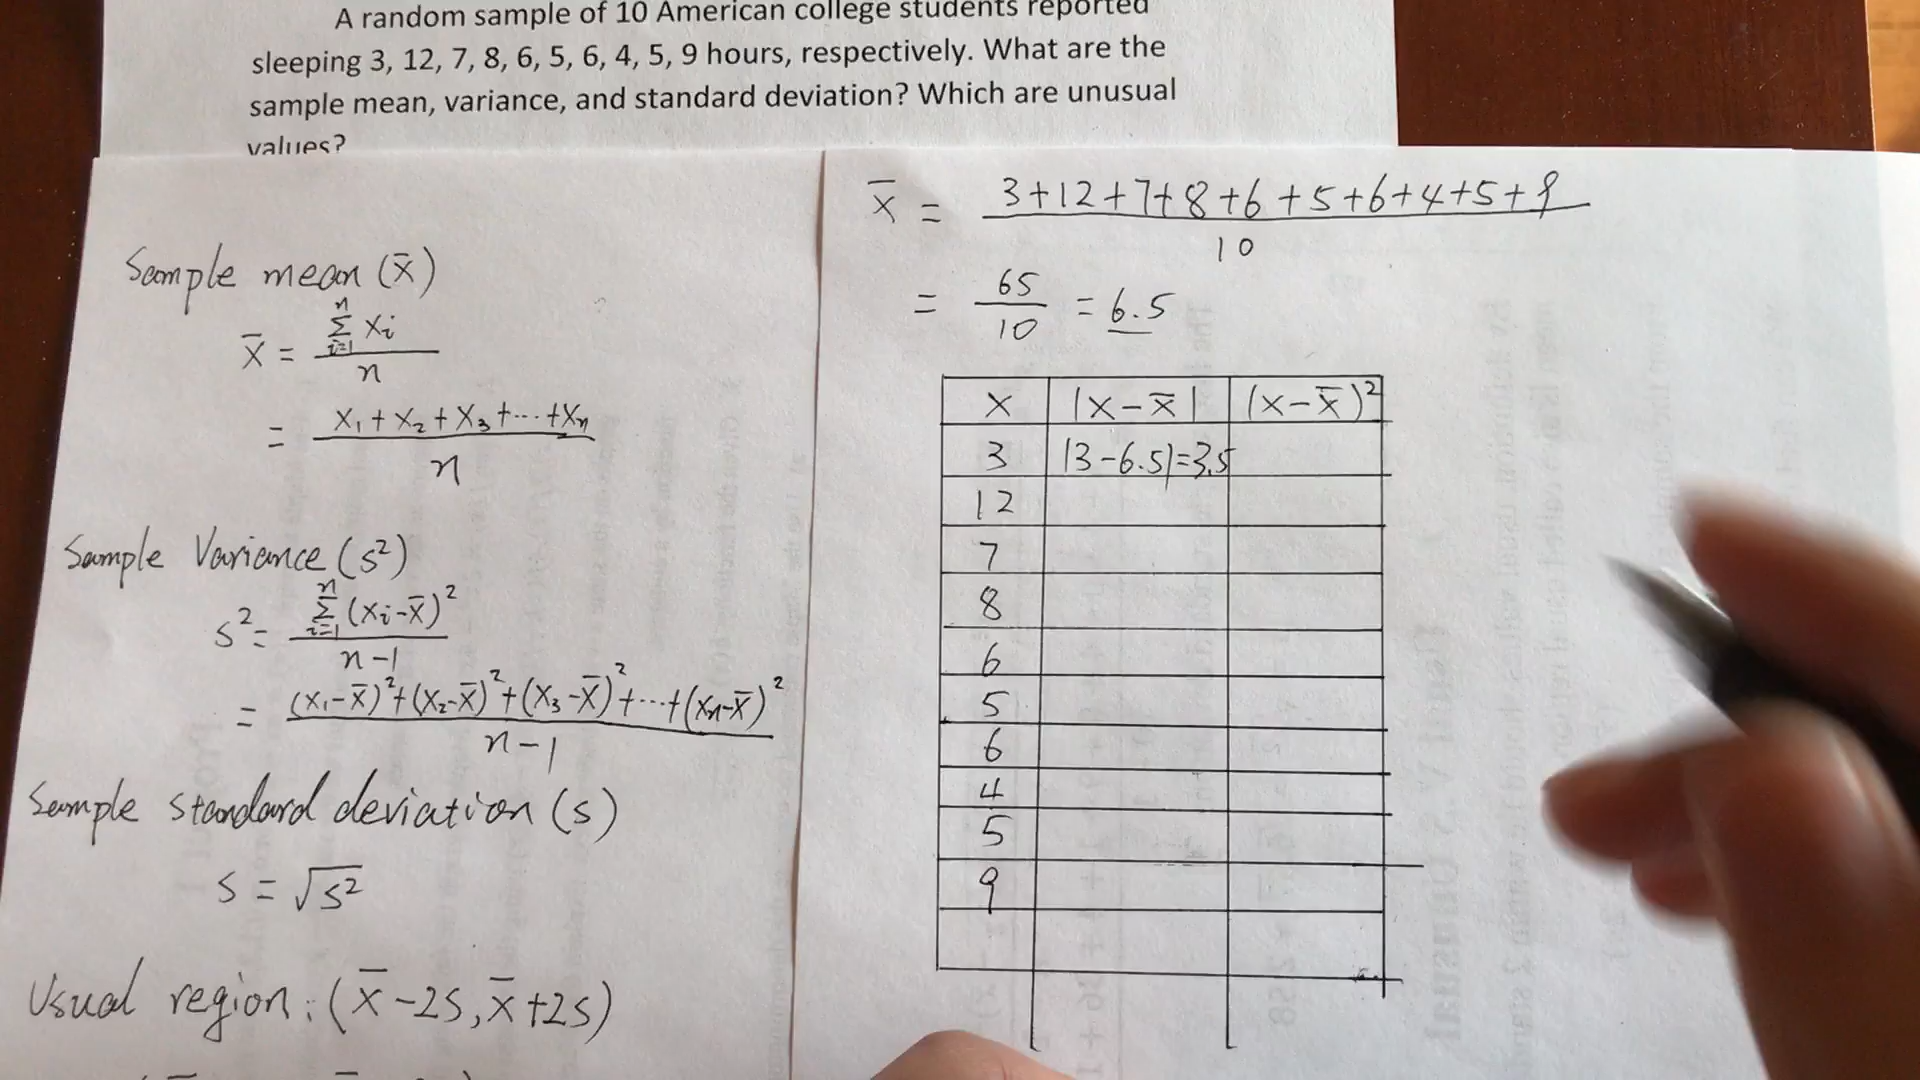 A random sample of 10 American college students reported
sleeping 3, 12, 7, 8, 6, 5, 6, 4, 5, 9 hours, respectively. What are the
sample mean, variance, and standard deviation? Which are unusual
values?
Sample mean (x̄)
x̄ = Σ_{i=1}^{n} xᵢ / n
= x₁ + x₂ + x₃ + ··· + xₙ / n
Sample Variance (s²)
s² = Σ_{i=1}^{n} (xᵢ - x̄)² / n - 1
= (x₁ - x̄)² + (x₂ - x̄)² + (x₃ - x̄)² + ··· + (xₙ - x̄)² / n - 1
Sample standard deviation (s)
s = √s²
Usual region: (x̄ - 2s, x̄ + 2s)
x̄ = 3 + 12 + 7 + 8 + 6 + 5 + 6 + 4 + 5 + 9 / 10
= 65 / 10 = 6.5
x |x - x̄| (x - x̄)²
3 |3 - 6.5| = 3.5
12
7
8
6
5
6
4
5
9